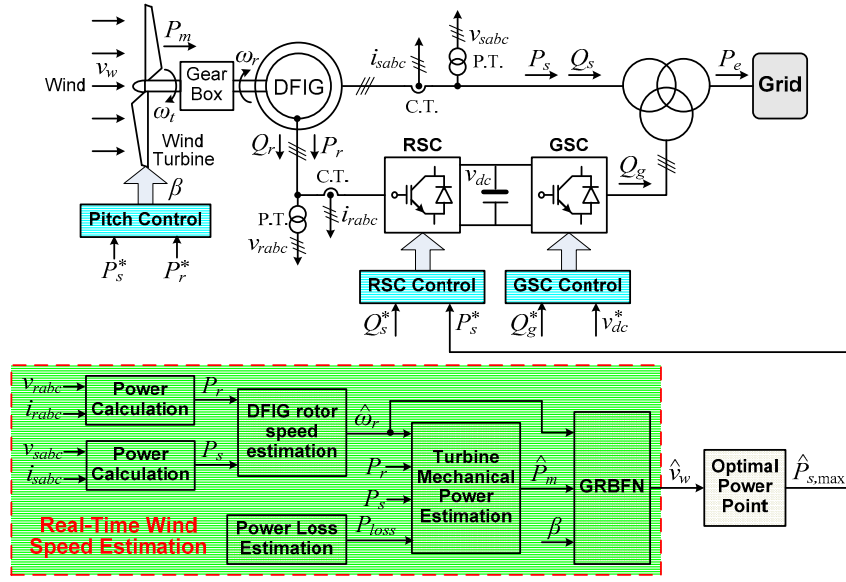 P_m
v_w
Wind
ω_t
Wind
Turbine
Gear
Box
ω_r
DFIG
i_sabc
C.T.
v_sabc
P.T.
P_s
Q_s
P_e
Grid
Q_r
P_r
C.T.
P.T.
i_rabc
v_rabc
RSC
v_dc
GSC
Q_g
β
Pitch Control
P_s^*
P_r^*
RSC Control
Q_s^*
P_s^*
GSC Control
Q_g^*
v_dc^*
v_rabc
i_rabc
Power
Calculation
P_r
v_sabc
i_sabc
Power
Calculation
P_s
DFIG rotor
speed
estimation
ω̂_r
P_r
P_s
Turbine
Mechanical
Power
Estimation
P̂_m
Real-Time Wind
Speed Estimation
Power Loss
Estimation
P_loss
β
GRBFN
v̂_w
Optimal
Power
Point
P̂_s,max